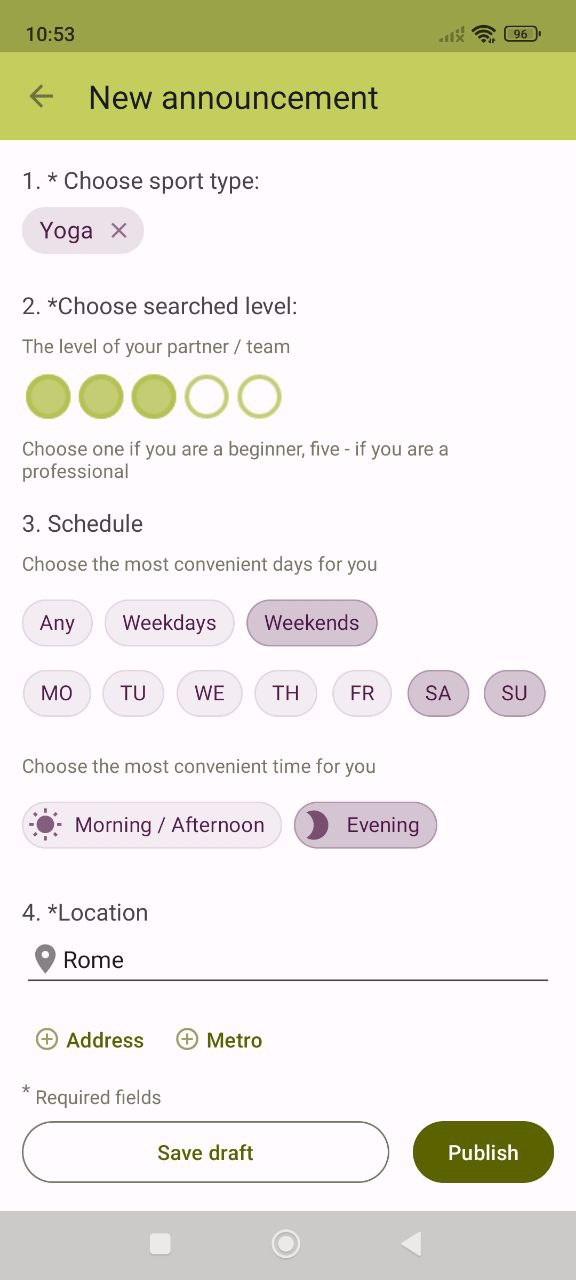 10:53
96
New announcement
1. * Choose sport type:
Yoga
2. *Choose searched level:
The level of your partner / team
Choose one if you are a beginner, five - if you are a
professional
3. Schedule
Choose the most convenient days for you
Any Weekdays Weekends
MO TU WE TH FR SA SU
Choose the most convenient time for you
Morning / Afternoon Evening
4. *Location
Rome
Address Metro
* Required fields
Save draft Publish